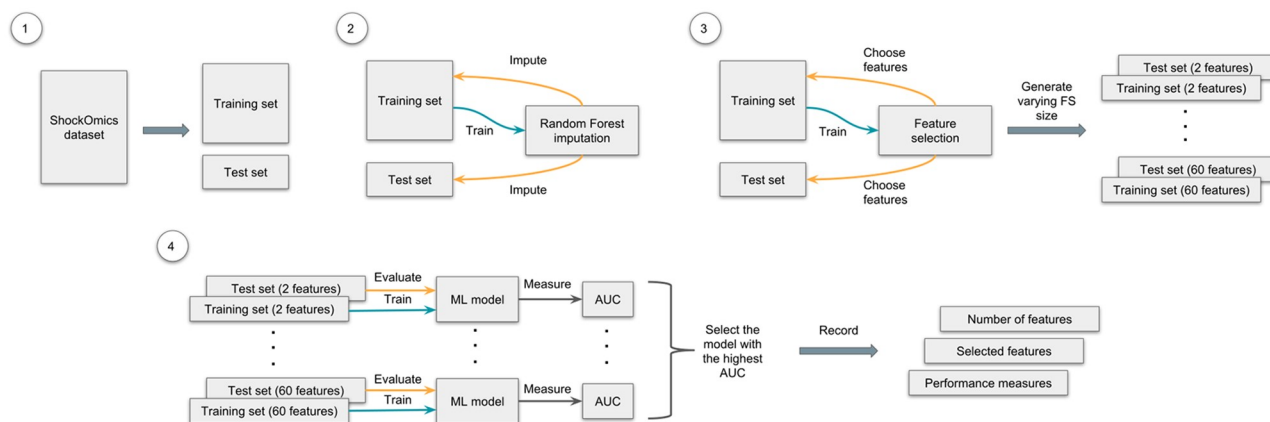 1
ShockOmics
dataset
Training set
Test set
2
Training set
Test set
Impute
Train
Random Forest
imputation
Impute
3
Training set
Test set
Choose
features
Train
Feature
selection
Choose
features
Generate
varying FS
size
Test set (2 features)
Training set (2 features)
Test set (60 features)
Training set (60 features)
4
Test set (2 features)
Training set (2 features)
Evaluate
Train
ML model
Measure
AUC
Test set (60 features)
Training set (60 features)
Evaluate
Train
ML model
Measure
AUC
Select the
model with
the highest
AUC
Record
Number of features
Selected features
Performance measures